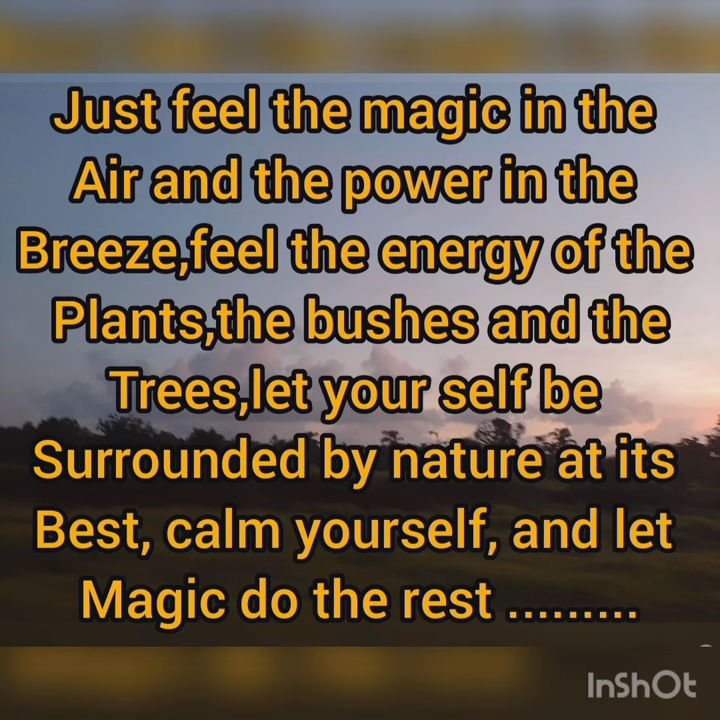 Just feel the magic in the
Air and the power in the
Breeze,feel the energy of the
Plants,the bushes and the
Trees,let your self be
Surrounded by nature at its
Best, calm yourself, and let
Magic do the rest .........
InShOt